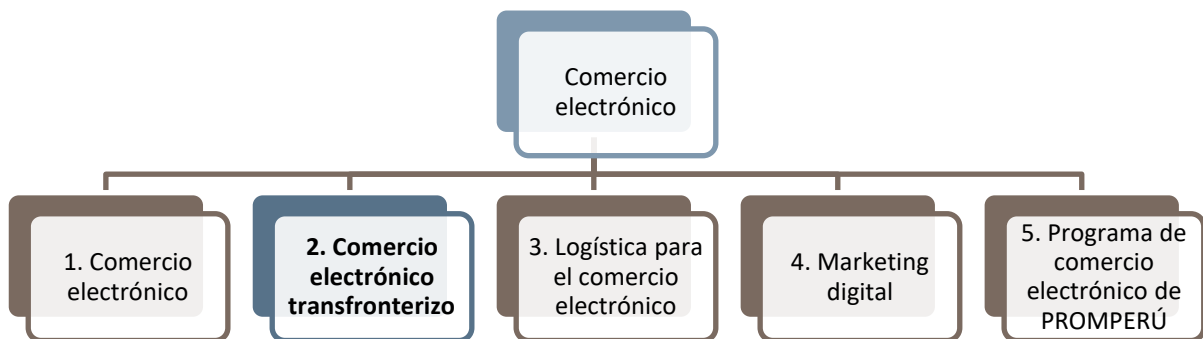 Comercio
electrónico
1. Comercio
electrónico
2. Comercio
electrónico
transfronterizo
3. Logística para
el comercio
electrónico
4. Marketing
digital
5. Programa de
comercio
electrónico de
PROMPERÚ